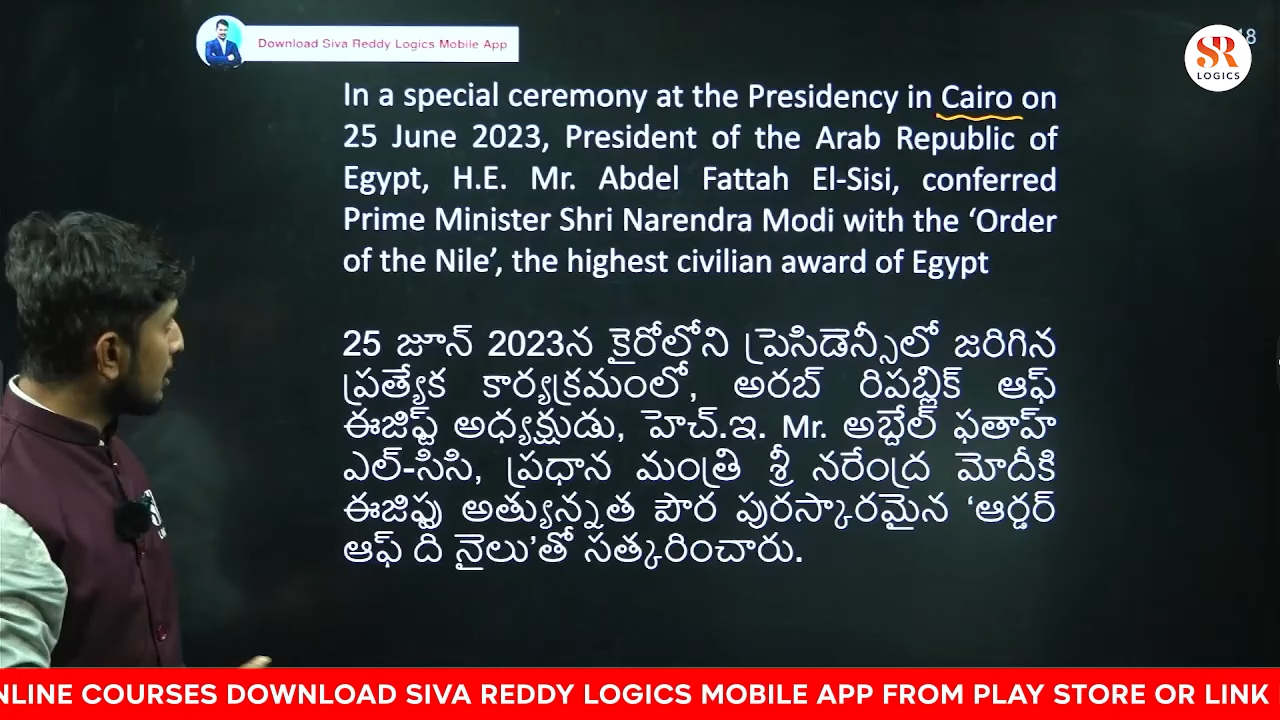 Download Siva Reddy Logics Mobile App
SR
LOGICS
18
In a special ceremony at the Presidency in Cairo on
25 June 2023, President of the Arab Republic of
Egypt, H.E. Mr. Abdel Fattah El-Sisi, conferred
Prime Minister Shri Narendra Modi with the ‘Order
of the Nile’, the highest civilian award of Egypt
25 జూన్ 2023న కైరోలోని ప్రెసిడెన్సీలో జరిగిన
ప్రత్యేక కార్యక్రమంలో, అరబ్ రిపబ్లిక్ ఆఫ్
ఈజిప్ట్ అధ్యక్షుడు, హెచ్.ఇ. Mr. అబ్దేల్ ఫతాహ్
ఎల్-సిసి, ప్రధాన మంత్రి శ్రీ నరేంద్ర మోదీకి
ఈజిప్టు అత్యున్నత పౌర పురస్కారమైన ‘ఆర్డర్
ఆఫ్ ది నైలు’తో సత్కరించారు.
NLINE COURSES DOWNLOAD SIVA REDDY LOGICS MOBILE APP FROM PLAY STORE OR LINK